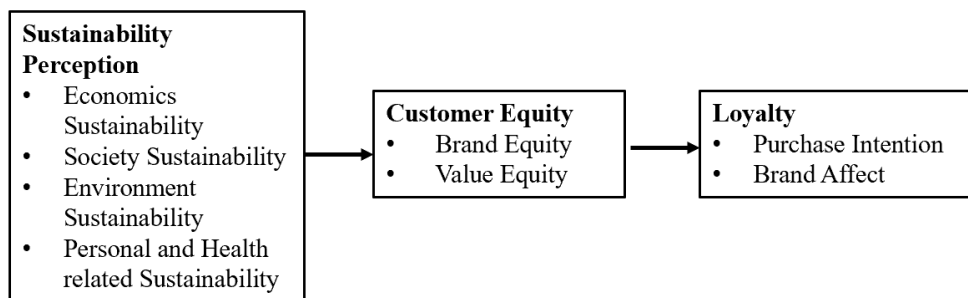 Sustainability
Perception
• Economics
Sustainability
• Society Sustainability
• Environment
Sustainability
• Personal and Health
related Sustainability
Customer Equity
• Brand Equity
• Value Equity
Loyalty
• Purchase Intention
• Brand Affect